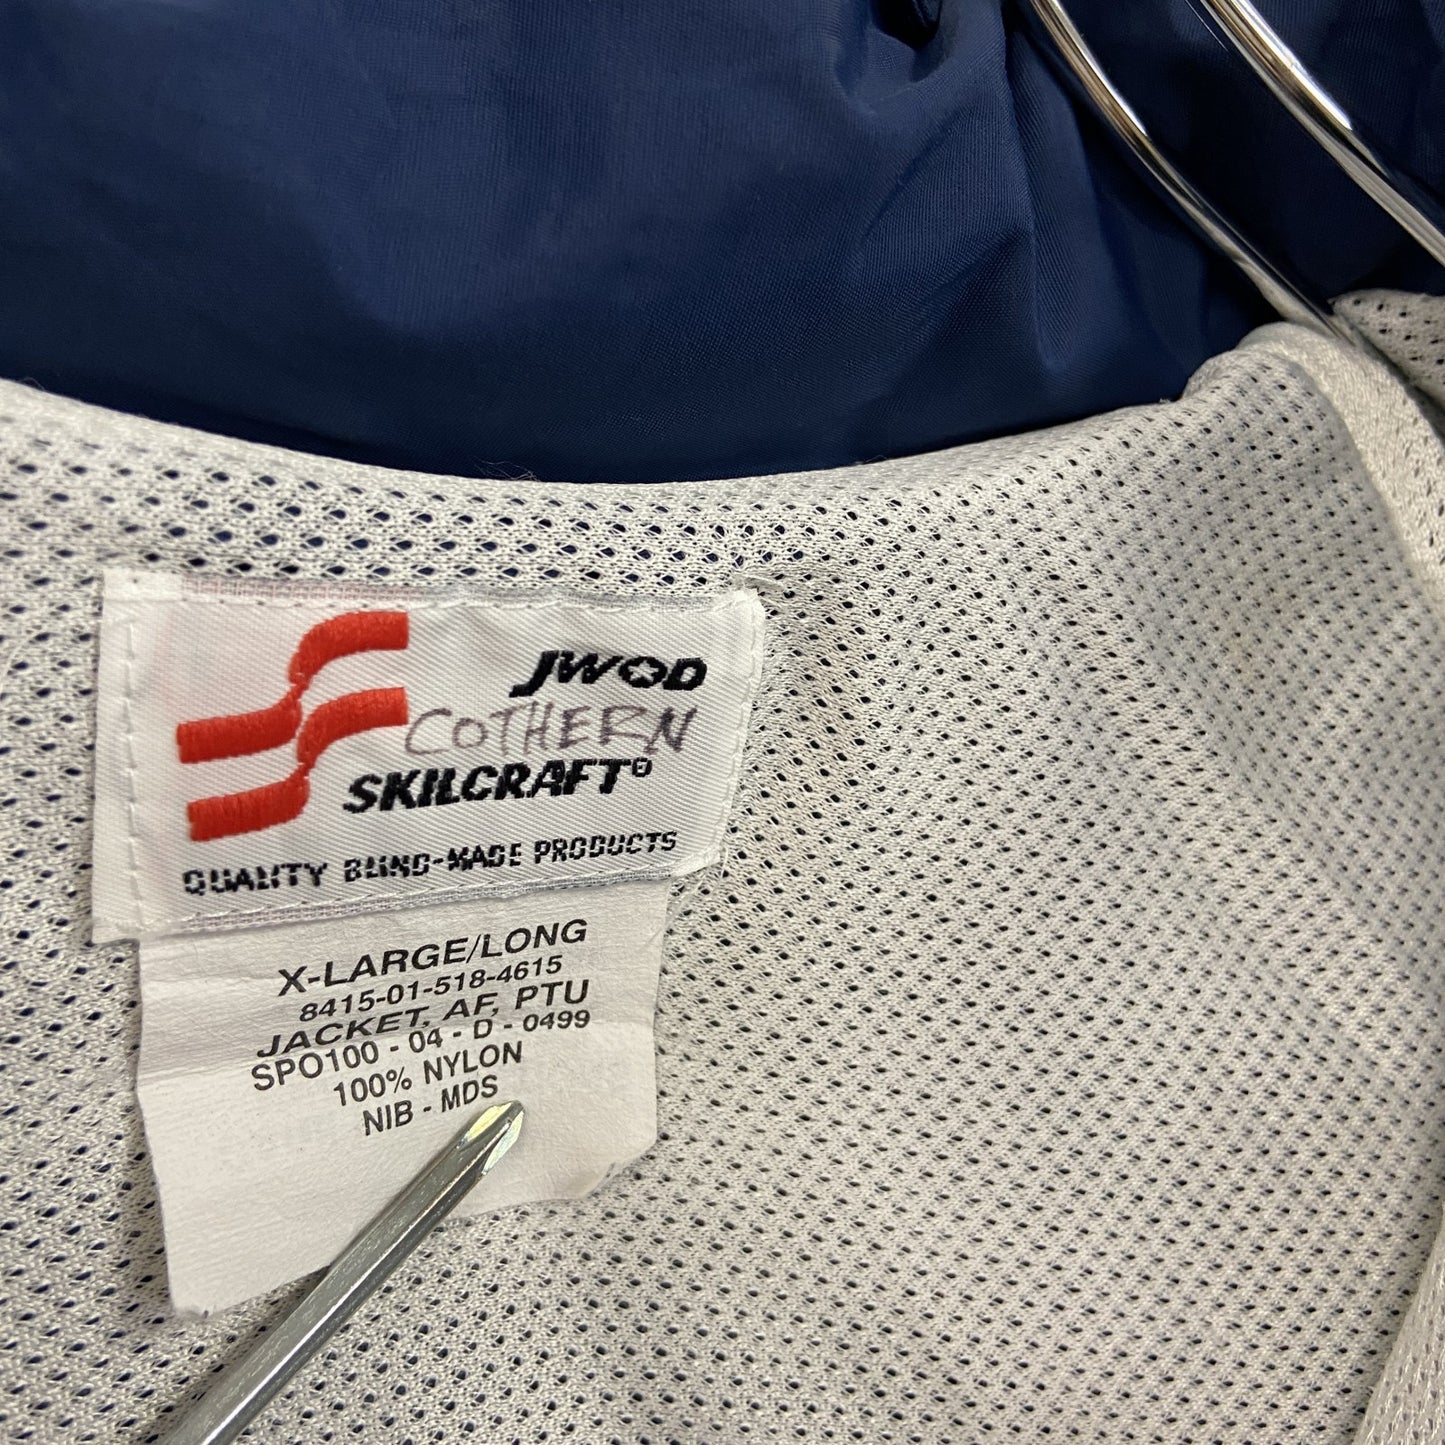 JWOD
COTHERN
SKILCRAFT®
QUALITY BLIND-MADE PRODUCTS
X-LARGE/LONG
8415-01-518-4615
JACKET, AF, PTU
SPO100 - 04 - D - 0499
100% NYLON
NIB - MDS